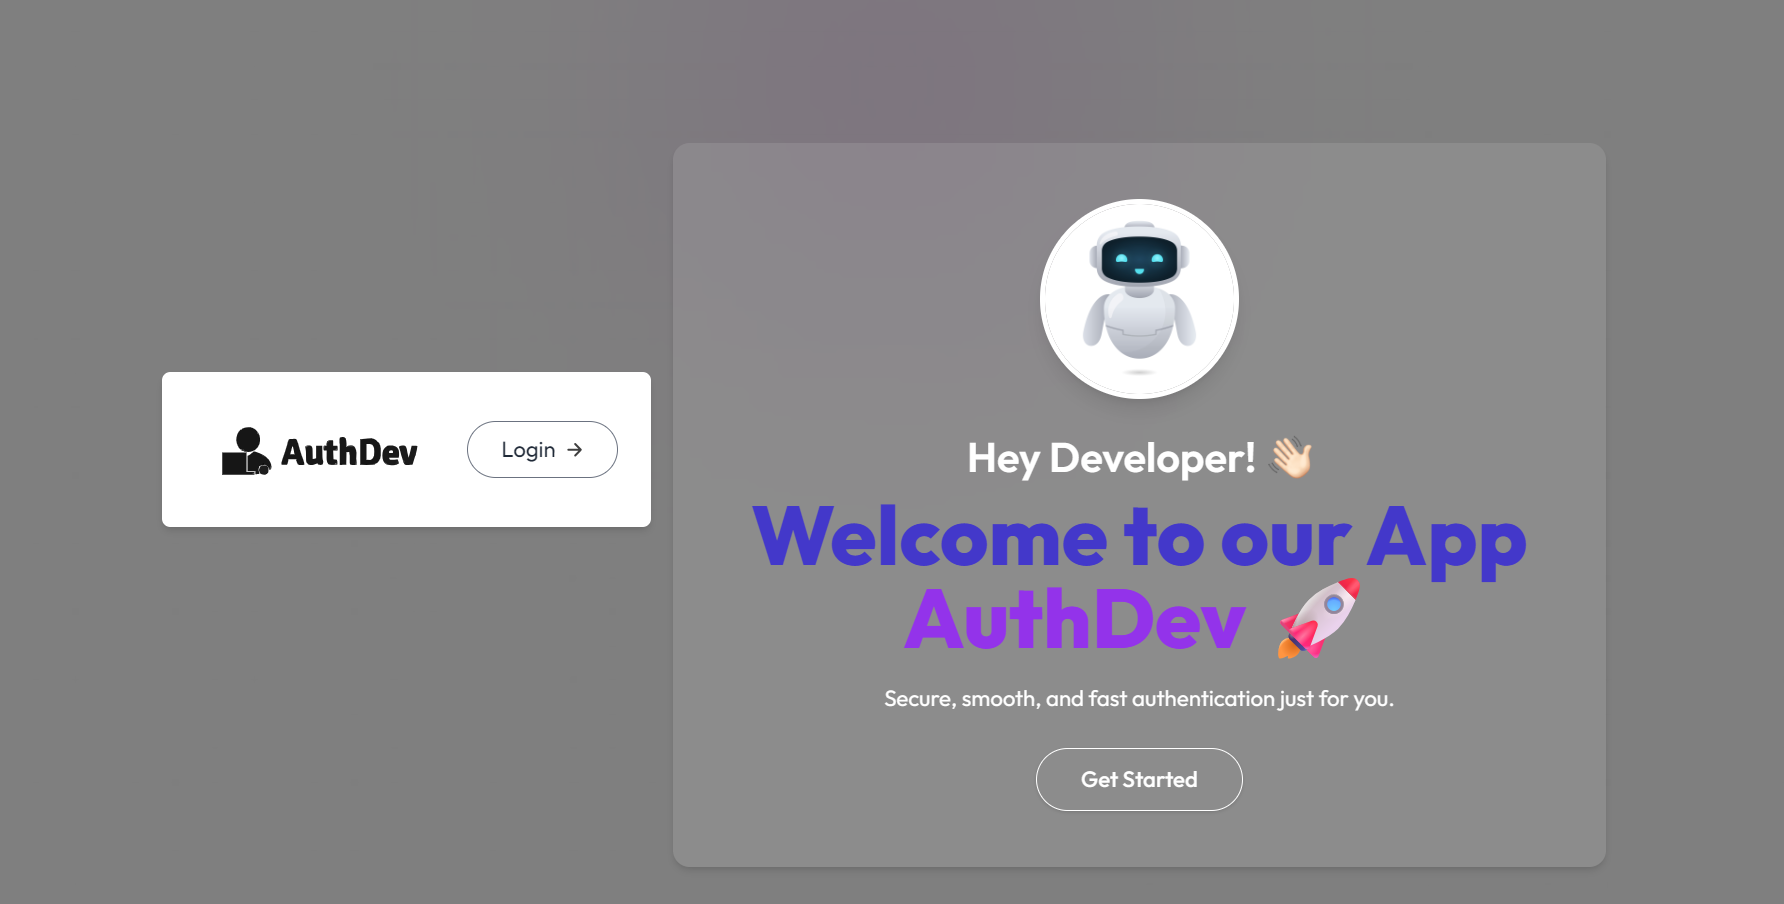 AuthDev
Login →
Hey Developer! 👋🏻
Welcome to our App
AuthDev 🚀
Secure, smooth, and fast authentication just for you.
Get Started